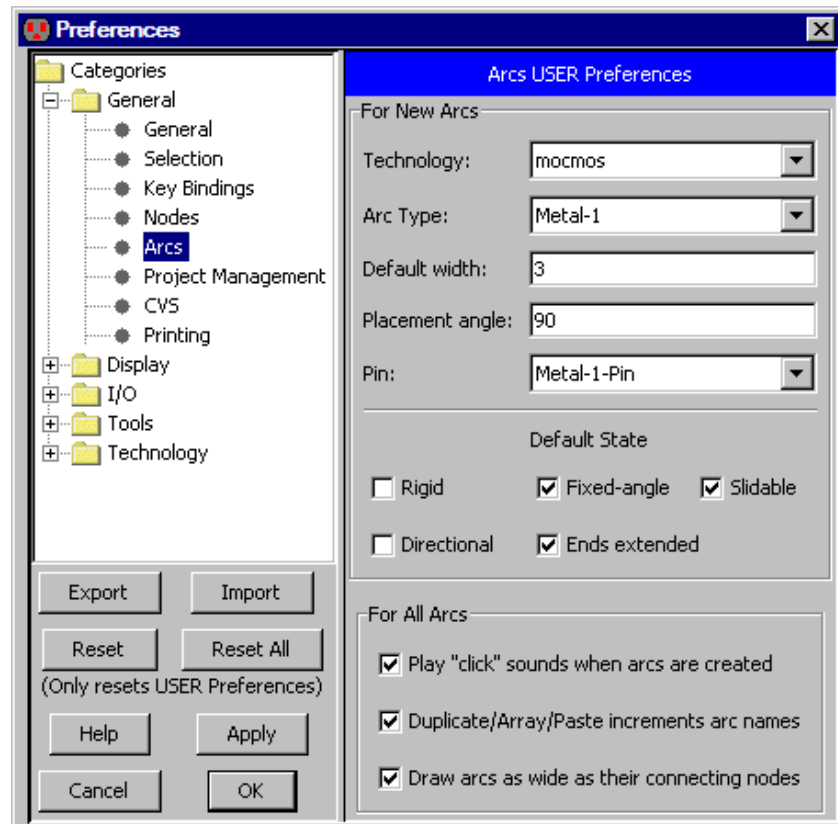 Preferences
Categories
General
General
Selection
Key Bindings
Nodes
Arcs
Project Management
CVS
Printing
Display
I/O
Tools
Technology
Export Import
Reset Reset All
(Only resets USER Preferences)
Help Apply
Cancel OK
Arcs USER Preferences
For New Arcs
Technology: mocmos
Arc Type: Metal-1
Default width: 3
Placement angle: 90
Pin: Metal-1-Pin
Default State
Rigid Fixed-angle Slidable
Directional Ends extended
For All Arcs
Play "click" sounds when arcs are created
Duplicate/Array/Paste increments arc names
Draw arcs as wide as their connecting nodes